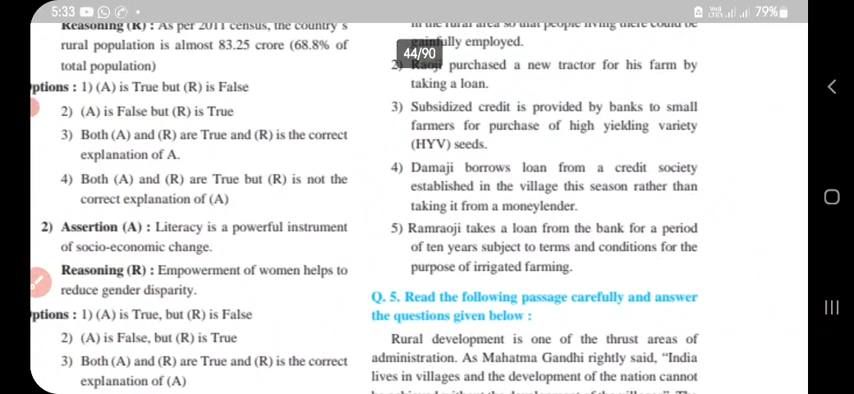 5:33
79%
44/90
Reasoning (R) : As per 2011 census, the country's
rural population is almost 83.25 crore (68.8% of
total population)
ptions : 1) (A) is True but (R) is False
2) (A) is False but (R) is True
3) Both (A) and (R) are True and (R) is the correct
explanation of A.
4) Both (A) and (R) are True but (R) is not the
correct explanation of (A)
2) Assertion (A) : Literacy is a powerful instrument
of socio-economic change.
Reasoning (R) : Empowerment of women helps to
reduce gender disparity.
ptions : 1) (A) is True, but (R) is False
2) (A) is False, but (R) is True
3) Both (A) and (R) are True and (R) is the correct
explanation of (A)
in the rural area so that people living there could be
gainfully employed.
2) Raoji purchased a new tractor for his farm by
taking a loan.
3) Subsidized credit is provided by banks to small
farmers for purchase of high yielding variety
(HYV) seeds.
4) Damaji borrows loan from a credit society
established in the village this season rather than
taking it from a moneylender.
5) Ramraoji takes a loan from the bank for a period
of ten years subject to terms and conditions for the
purpose of irrigated farming.
Q. 5. Read the following passage carefully and answer
the questions given below :
Rural development is one of the thrust areas of
administration. As Mahatma Gandhi rightly said, “India
lives in villages and the development of the nation cannot